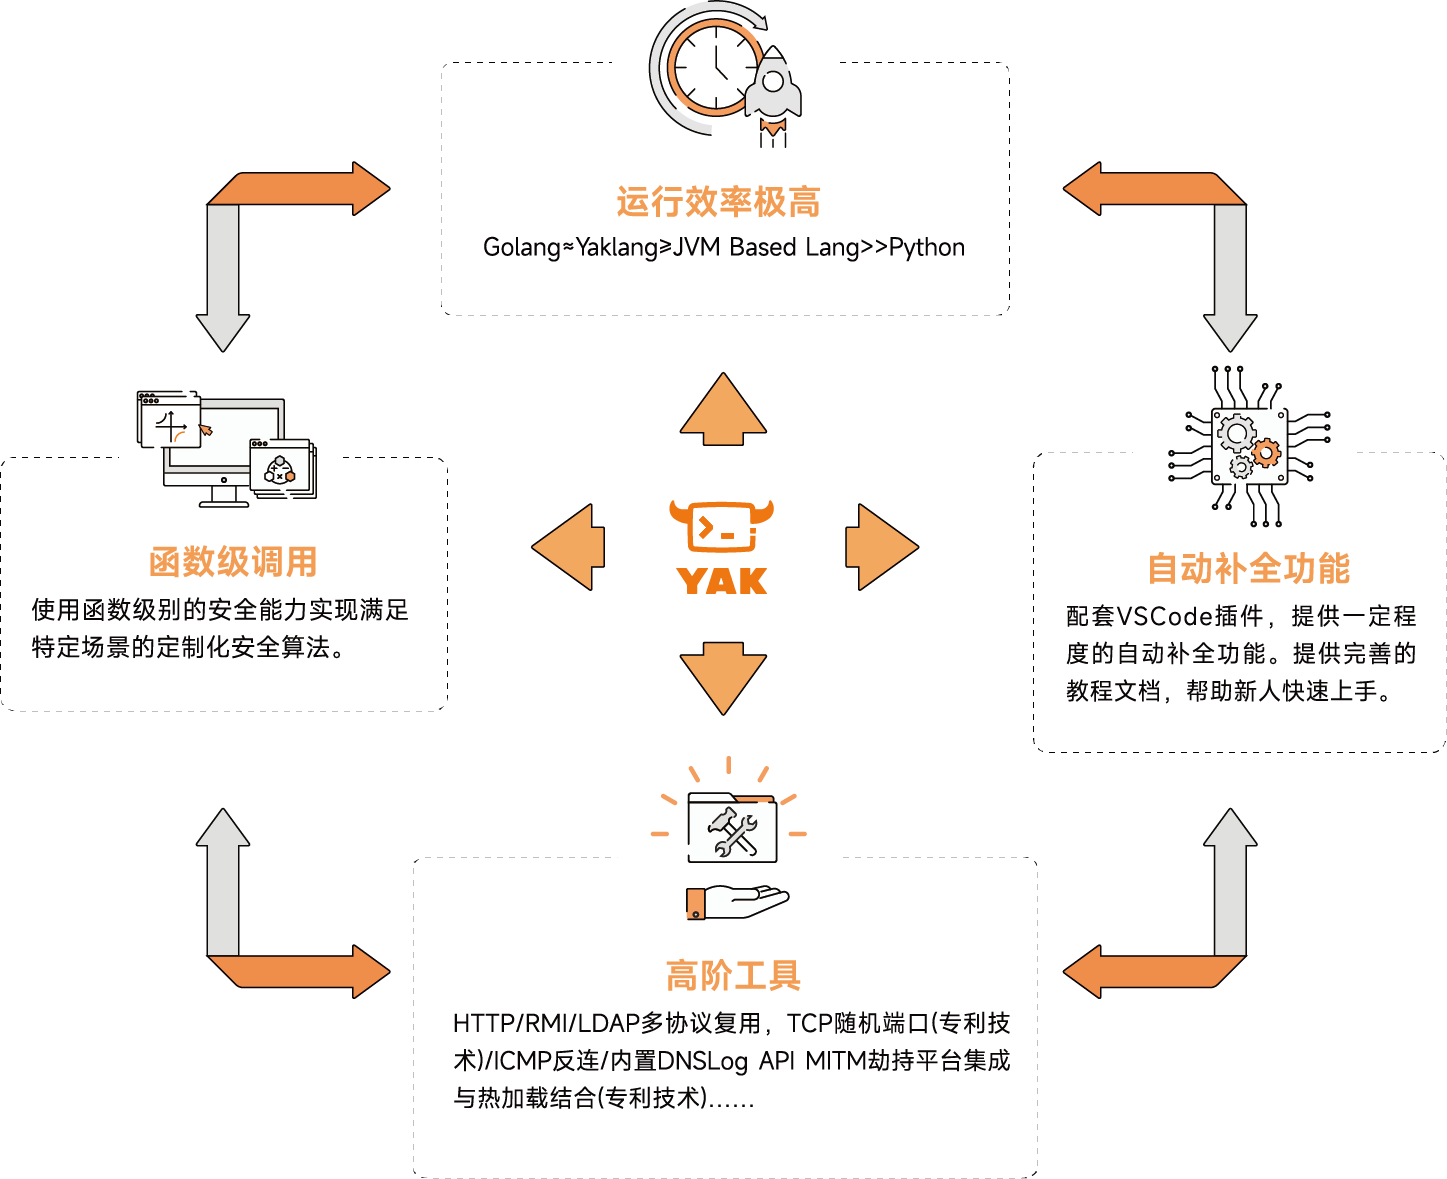 运行效率极高
Golang≈Yaklang≥JVM Based Lang>>Python
函数级调用
使用函数级别的安全能力实现满足
特定场景的定制化安全算法。
YAK
自动补全功能
配套VSCode插件，提供一定程
度的自动补全功能。提供完善的
教程文档，帮助新人快速上手。
高阶工具
HTTP/RMI/LDAP多协议复用，TCP随机端口(专利技
术)/ICMP反连/内置DNSLog API MITM劫持平台集成
与热加载结合(专利技术)......